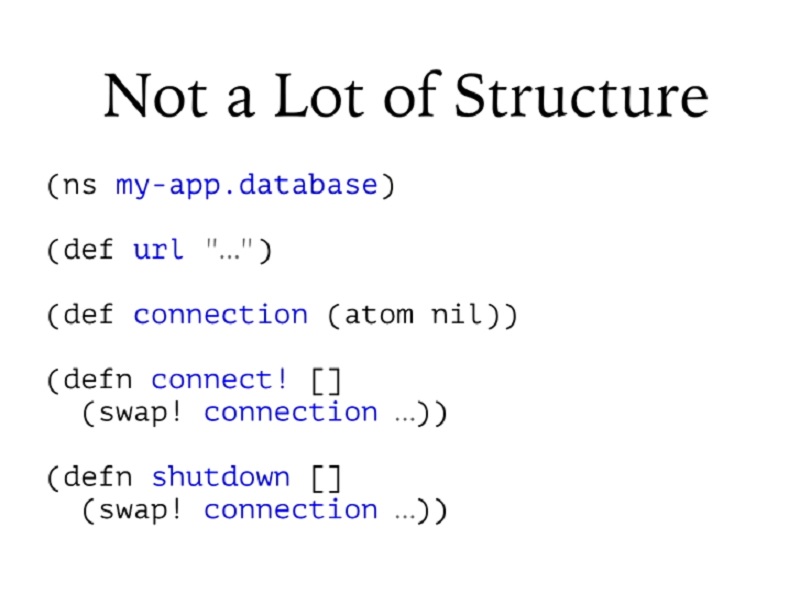 Not a Lot of Structure
(ns my-app.database)
(def url "…")
(def connection (atom nil))
(defn connect! []
(swap! connection …))
(defn shutdown []
(swap! connection …))